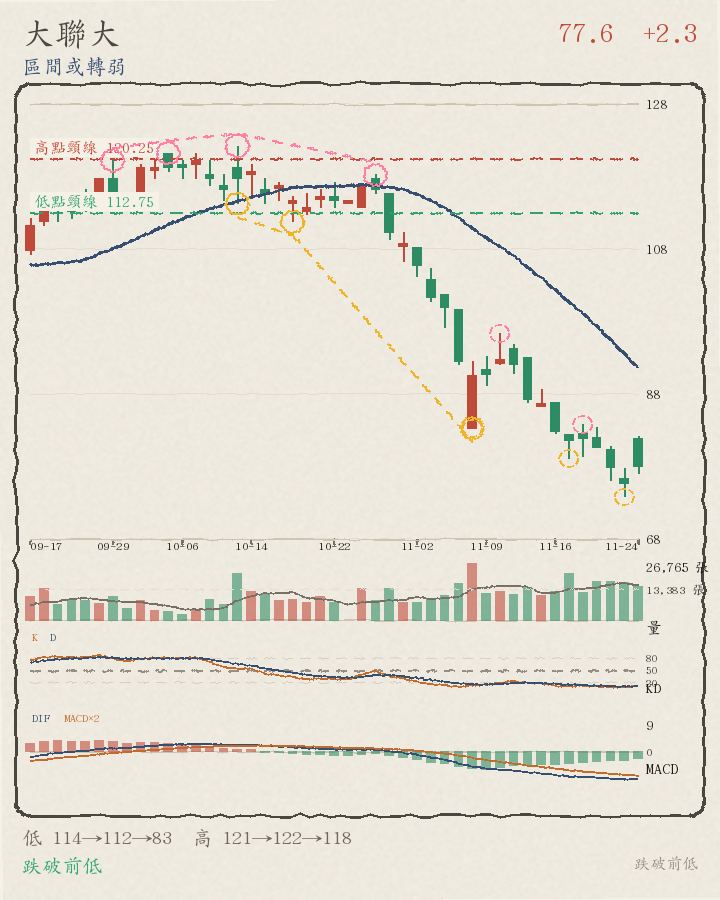 大聯大
77.6 +2.3
區間或轉弱
128
高點頸線 120.25
低點頸線 112.75
108
88
68
09-17 09-29 10-06 10-14 10-22 11-02 11-09 11-16 11-24
26,765 張
13,383 張
量
K D
80
50
20
KD
DIF MACD×2
9
0
MACD
低 114→112→83 高 121→122→118
跌破前低
跌破前低